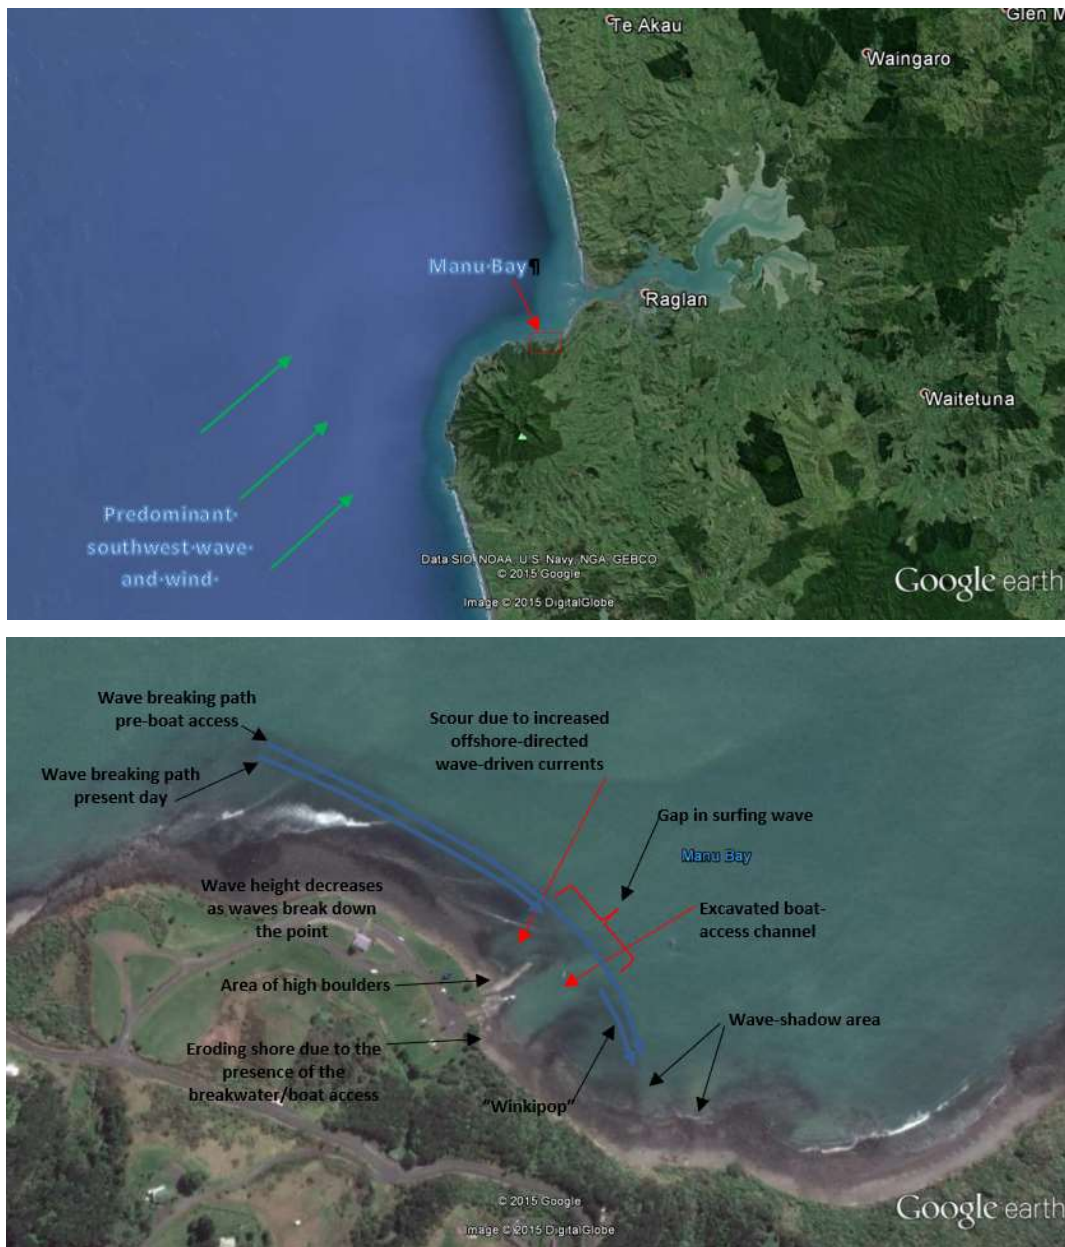 Te Akau
Glen M
Waingaro
Manu·Bay¶
Raglan
Waitetuna
Predominant·
southwest·wave·
and·wind·
Data SIO, NOAA, U.S. Navy, NGA, GEBCO
© 2015 Google
Image © 2015 DigitalGlobe
Google earth
Wave breaking path
pre-boat access
Scour due to increased
offshore-directed
wave-driven currents
Wave breaking path
present day
Gap in surfing wave
Manu Bay
Wave height decreases
as waves break down
the point
Excavated boat-
access channel
Area of high boulders
Wave-shadow area
Eroding shore due to the
presence of the
breakwater/boat access
“Winkipop”
© 2015 Google
Image © 2015 DigitalGlobe
Google earth